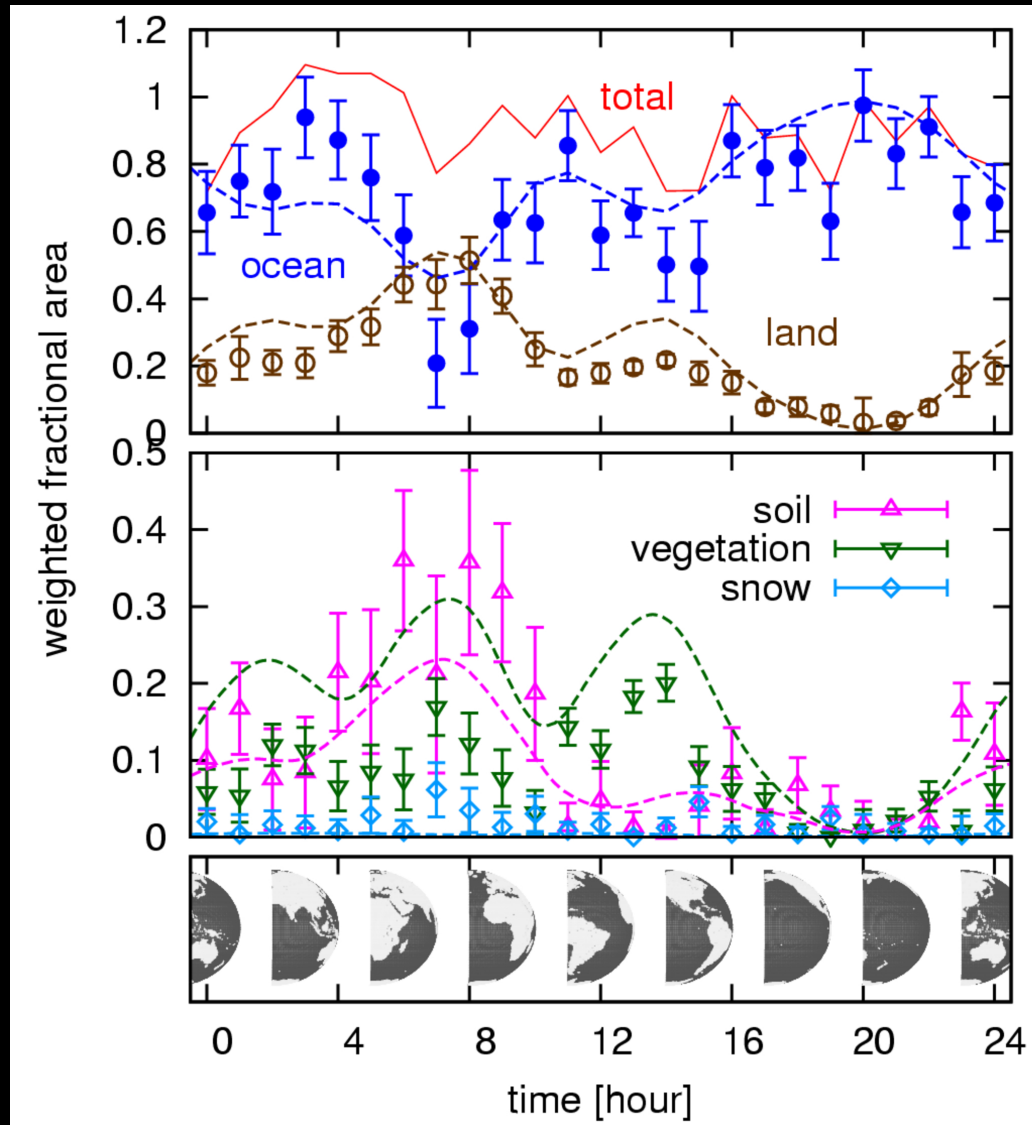 1.2
1
total
0.8
0.6
ocean
0.4
land
0.2
0
weighted fractional area
0.5
soil
0.4
vegetation
snow
0.3
0.2
0.1
0
0 4 8 12 16 20 24
time [hour]